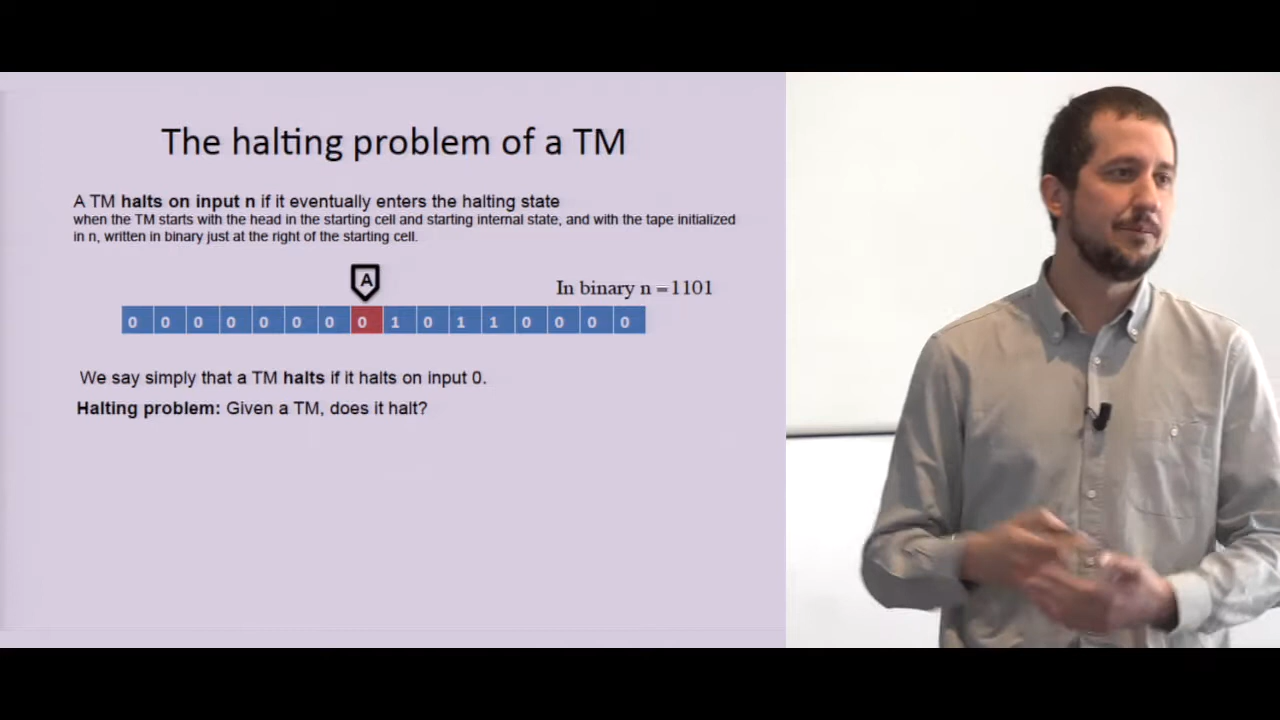 The halting problem of a TM
A TM halts on input n if it eventually enters the halting state
when the TM starts with the head in the starting cell and starting internal state, and with the tape initialized
in n, written in binary just at the right of the starting cell.
A
In binary n =1101
0 0 0 0 0 0 0 0 1 0 1 1 0 0 0 0
We say simply that a TM halts if it halts on input 0.
Halting problem: Given a TM, does it halt?